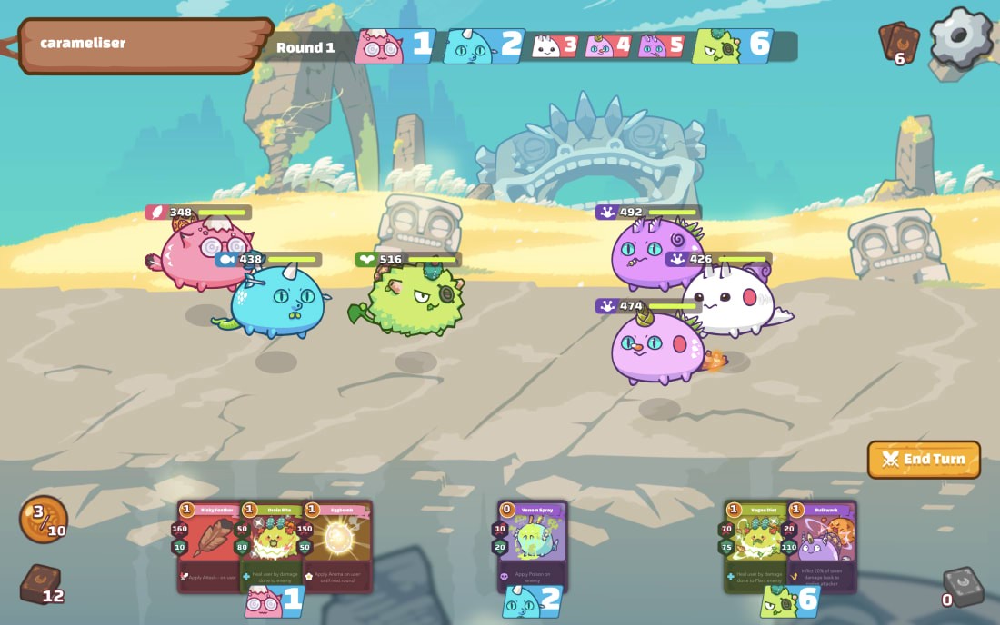 carameliser
Round 1
1
2
3
4
5
6
6
348
438
516
492
426
474
End Turn
3/10
12
0
1 Risky Feather
160
10
Apply Attack - on user
1 Drain Bite
50
80
Heal user by damage done to enemy
1 Eggbomb
150
50
Apply Aroma on user until next round
1
0 Venom Spray
10
20
Apply Poison on enemy
2
1 Vegan Diet
70
75
Heal user by damage done to Plant enemy
1 Bulkwark
20
110
Inflict 20% of taken damage back to
6